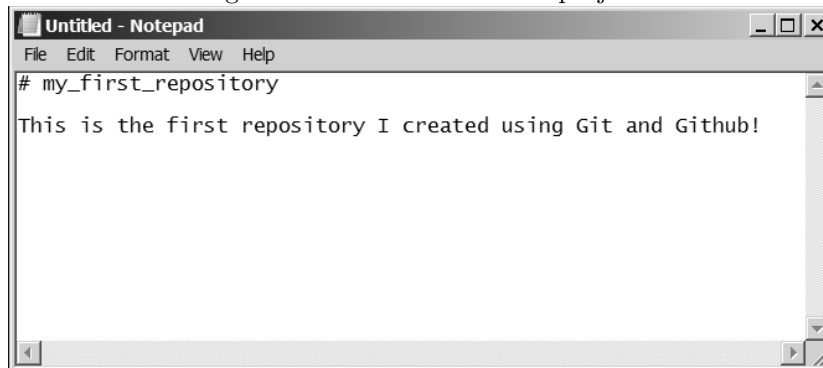 Untitled - Notepad
File Edit Format View Help
# my_first_repository
This is the first repository I created using Git and Github!